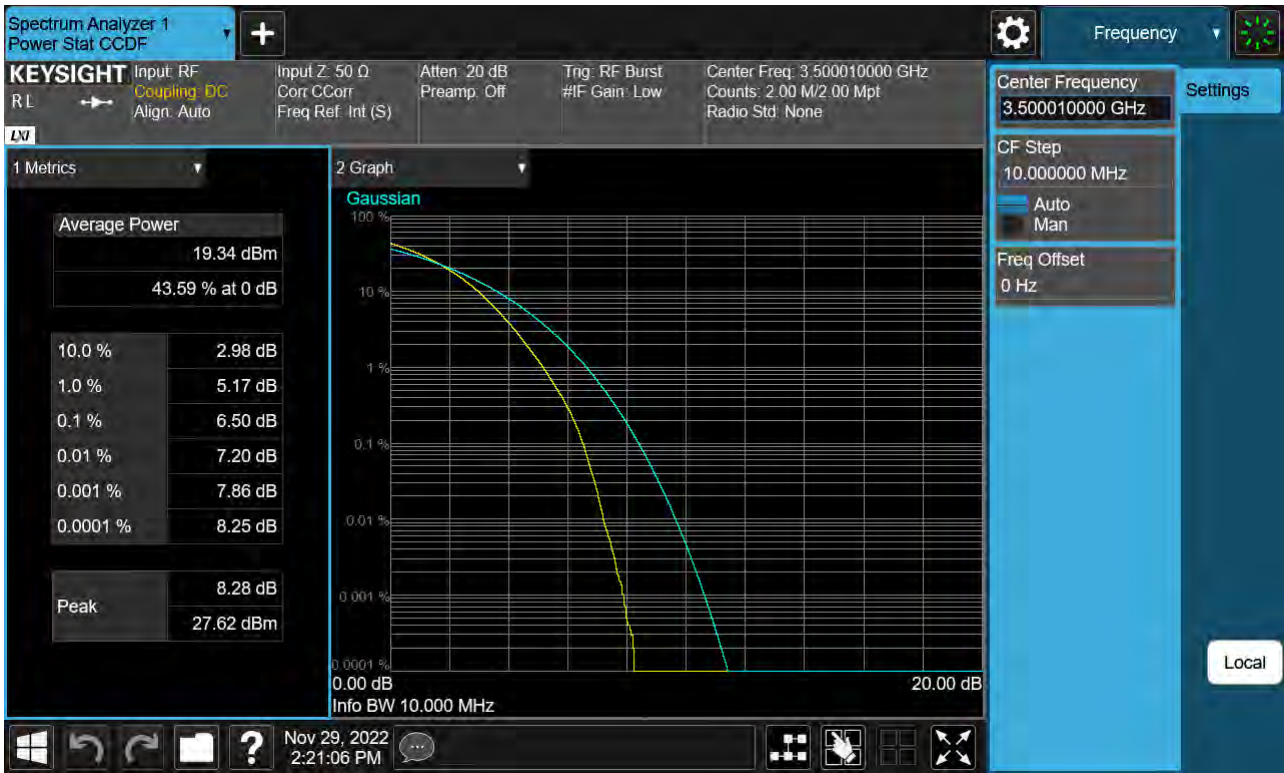 Spectrum Analyzer 1
Power Stat CCDF
+
Frequency
KEYSIGHT
RL
LXI
Input: RF
Coupling: DC
Align: Auto
Input Z: 50 Ω
Corr CCorr
Freq Ref: Int (S)
Atten: 20 dB
Preamp: Off
Trig: RF Burst
#IF Gain: Low
Center Freq: 3.500010000 GHz
Counts: 2.00 M/2.00 Mpt
Radio Std: None
Center Frequency
3.500010000 GHz
Settings
CF Step
10.000000 MHz
Auto
Man
Freq Offset
0 Hz
1 Metrics
Average Power
19.34 dBm
43.59 % at 0 dB
10.0 % 2.98 dB
1.0 % 5.17 dB
0.1 % 6.50 dB
0.01 % 7.20 dB
0.001 % 7.86 dB
0.0001 % 8.25 dB
Peak 8.28 dB
27.62 dBm
2 Graph
Gaussian
100 %
10 %
1 %
0.1 %
0.01 %
0.001 %
0.0001 %
0.00 dB 20.00 dB
Info BW 10.000 MHz
Local
?
Nov 29, 2022
2:21:06 PM